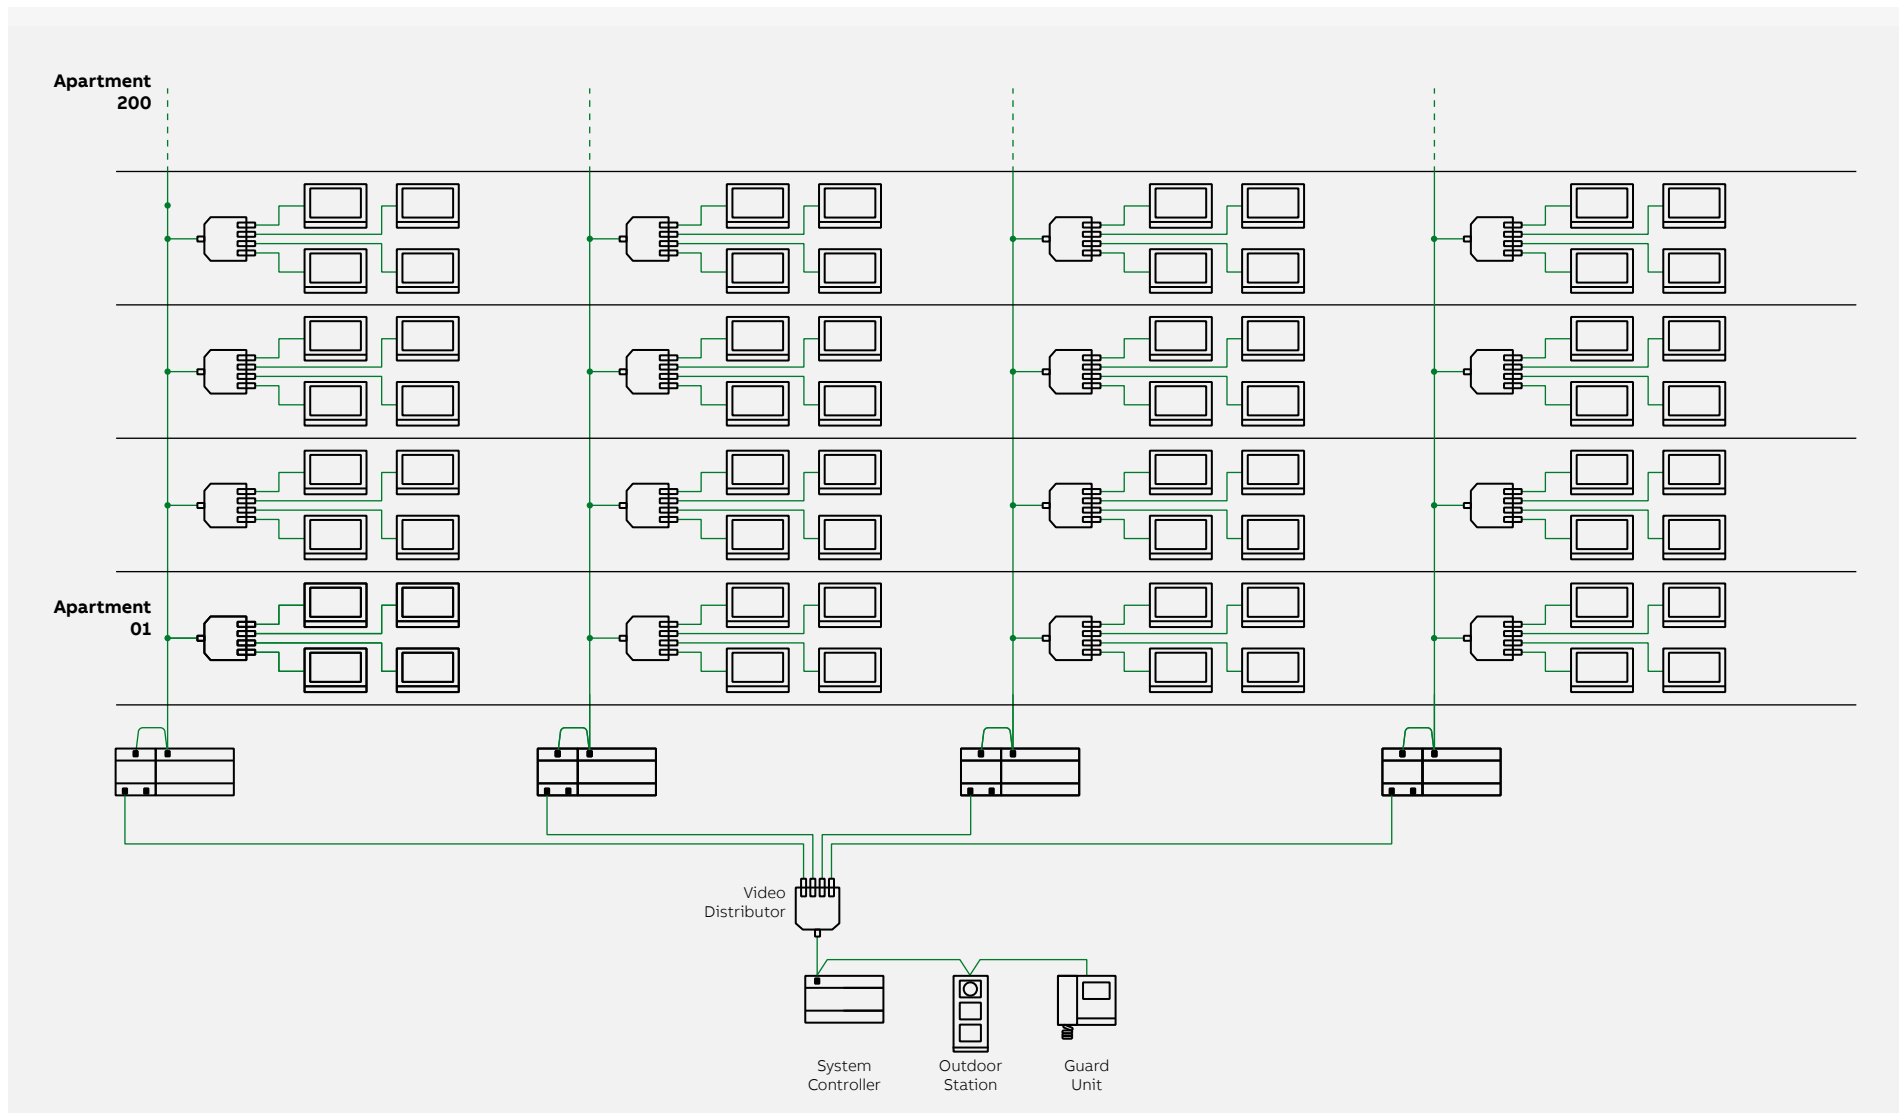 Apartment
200
Apartment
01
Video
Distributor
System
Controller
Outdoor
Station
Guard
Unit